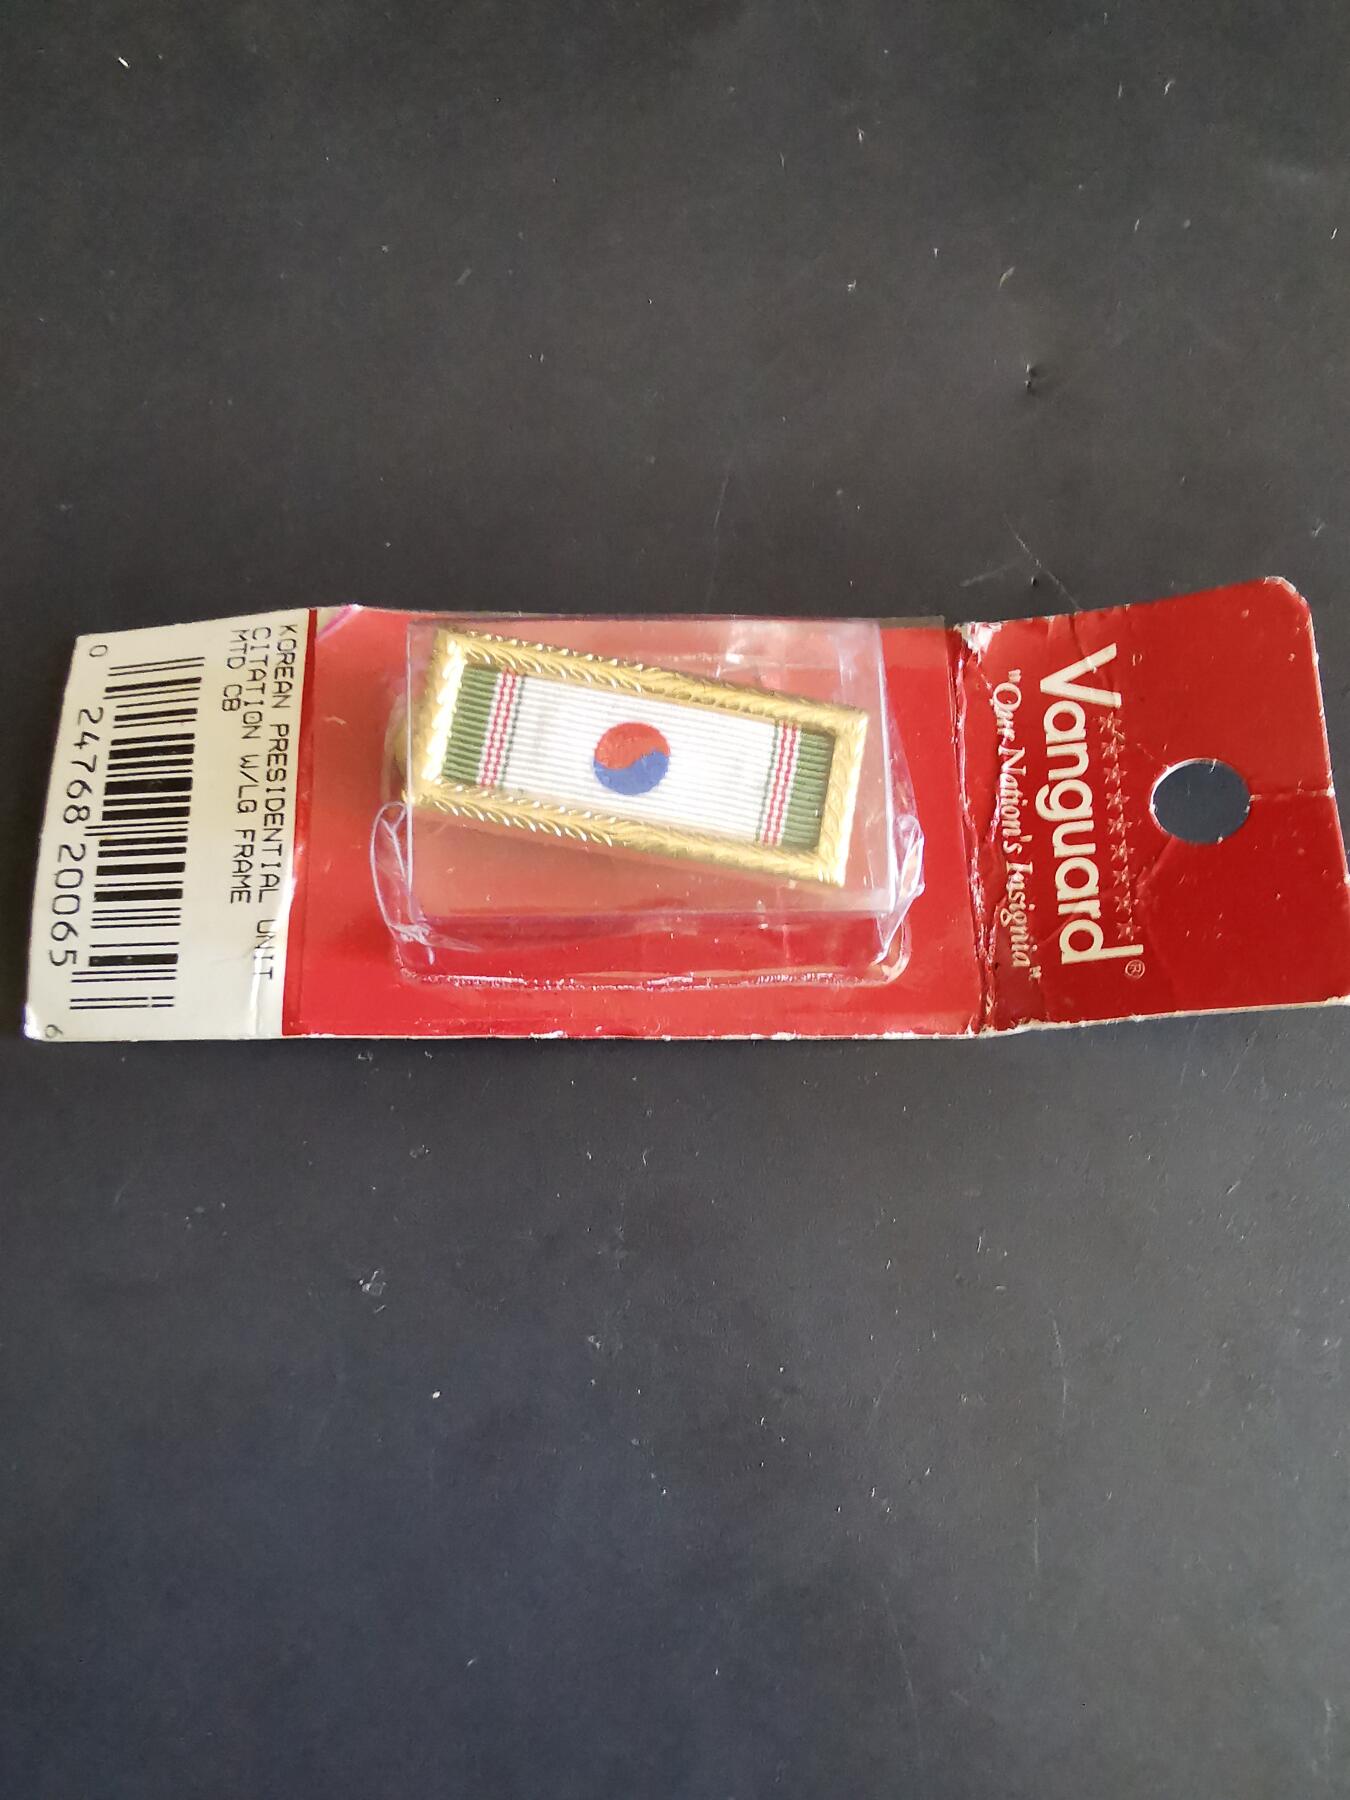 Vanguard®
"Our Nation's Insignia"
KOREAN PRESIDENTIAL UNIT
CITATION W/LG FRAME
MTD CB
0 24768 20065 6